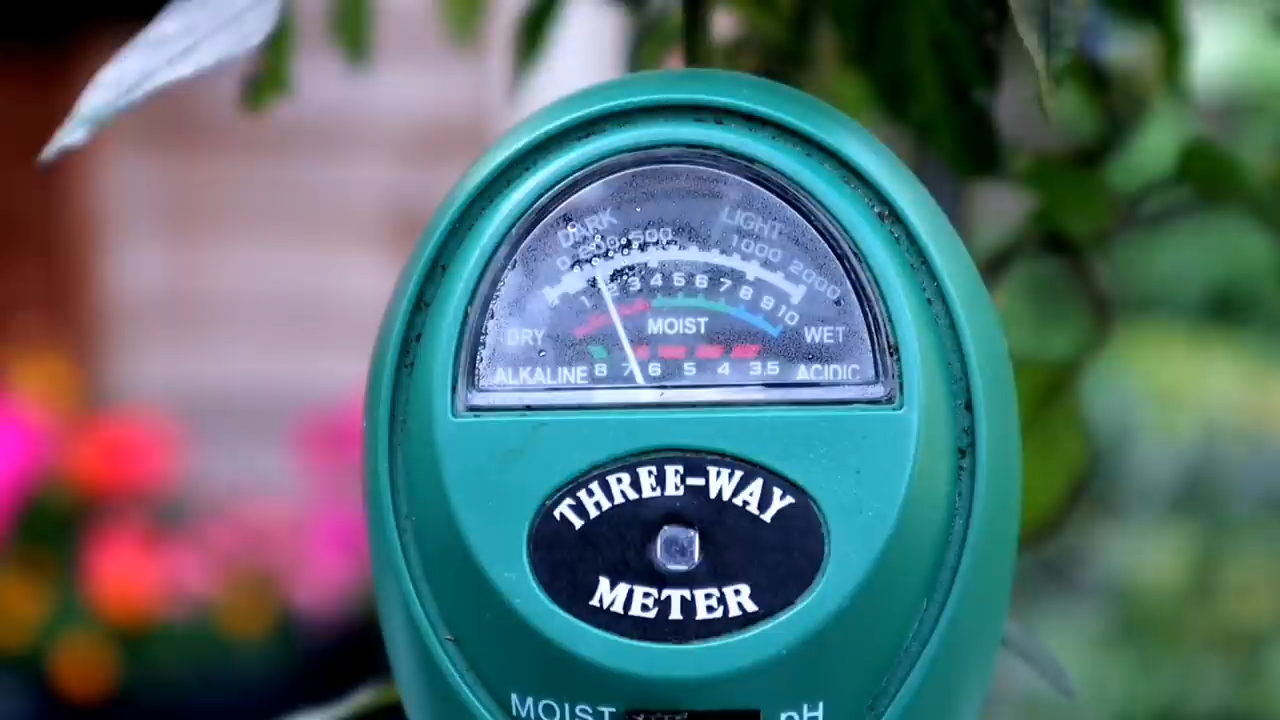 DARK LIGHT
0 200 500 1000 2000
1 2 3 4 5 6 7 8 9 10
DRY MOIST WET
ALKALINE 8 7 6 5 4 3.5 ACIDIC
THREE-WAY
METER
MOIST pH